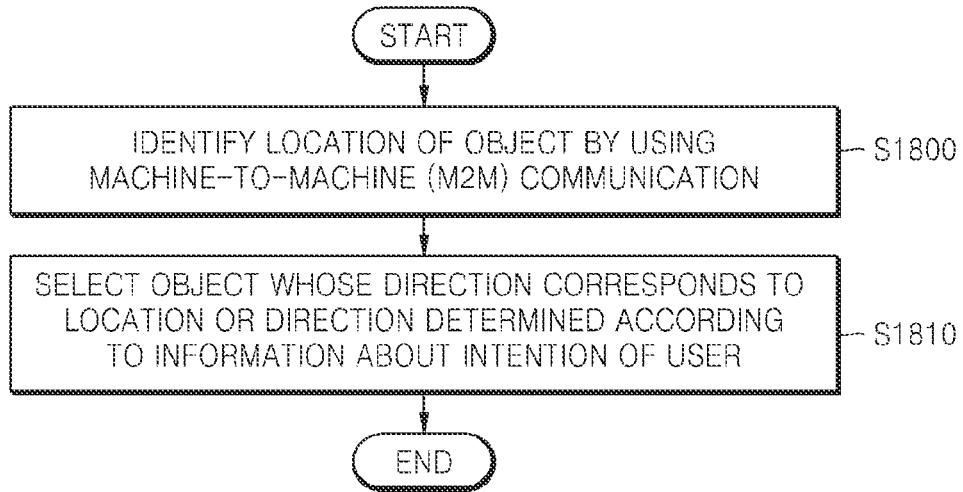 START
IDENTIFY LOCATION OF OBJECT BY USING
MACHINE-TO-MACHINE (M2M) COMMUNICATION
S1800
SELECT OBJECT WHOSE DIRECTION CORRESPONDS TO
LOCATION OR DIRECTION DETERMINED ACCORDING
TO INFORMATION ABOUT INTENTION OF USER
S1810
END